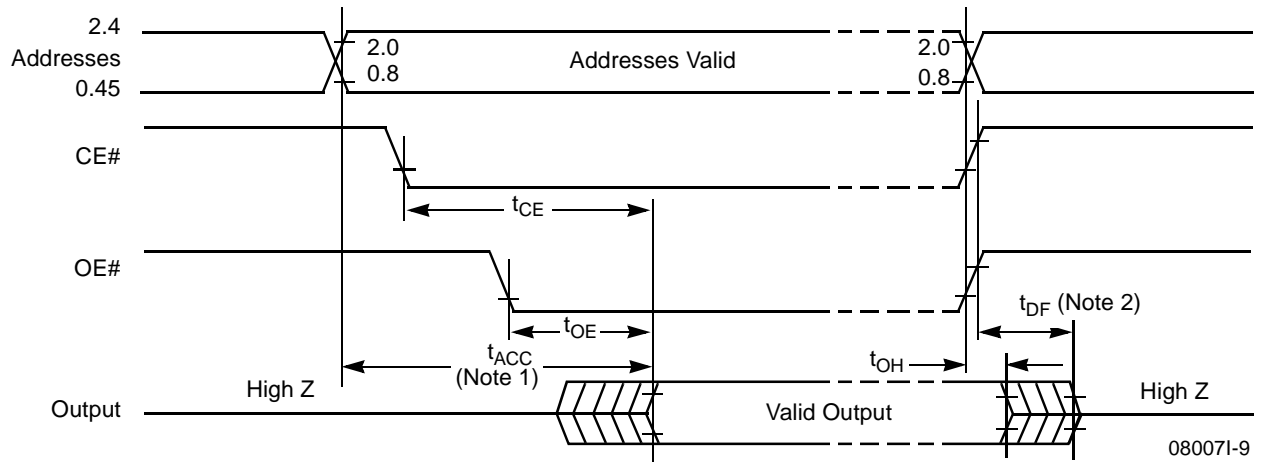 2.4
Addresses
0.45
2.0
0.8
Addresses Valid
2.0
0.8
CE#
tCE
OE#
tOE
tDF (Note 2)
tACC
(Note 1)
tOH
High Z
High Z
Output
Valid Output
08007I-9